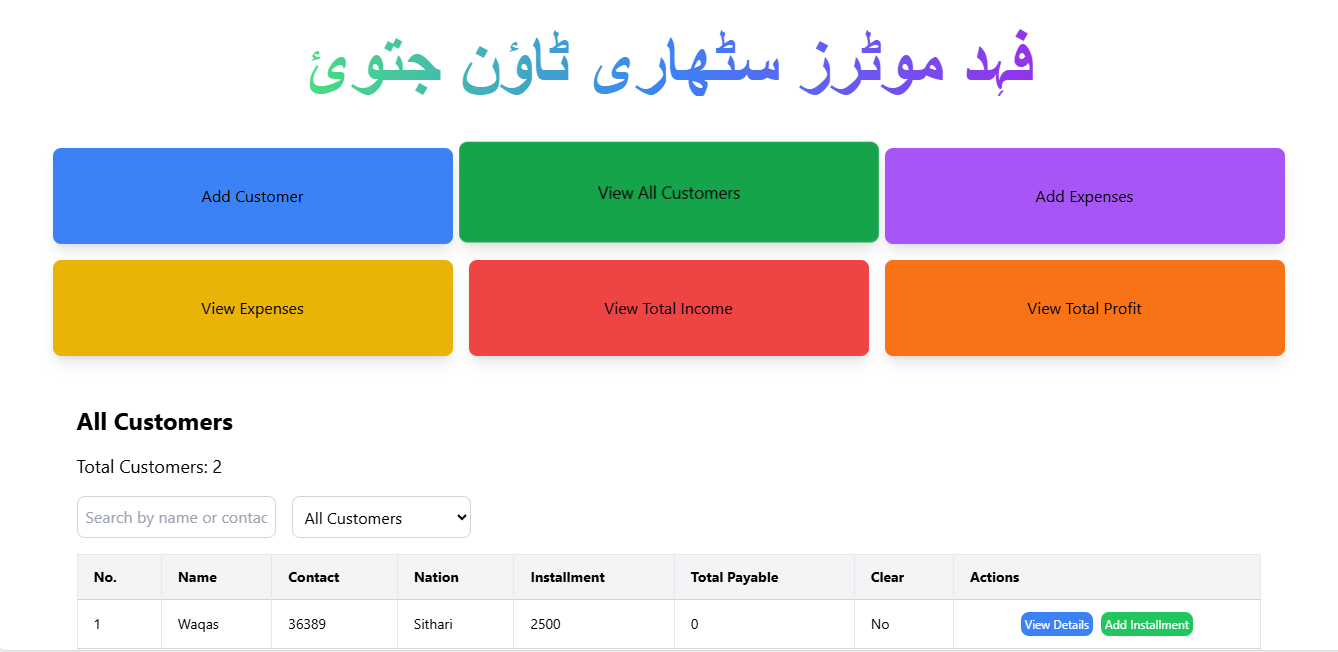 فہد موٹرز سٹھاری ٹاؤن جتوئ
Add Customer
View All Customers
Add Expenses
View Expenses
View Total Income
View Total Profit
All Customers
Total Customers: 2
Search by name or contac
All Customers
No. Name Contact Nation Installment Total Payable Clear Actions
1 Waqas 36389 Sithari 2500 0 No View Details Add Installment